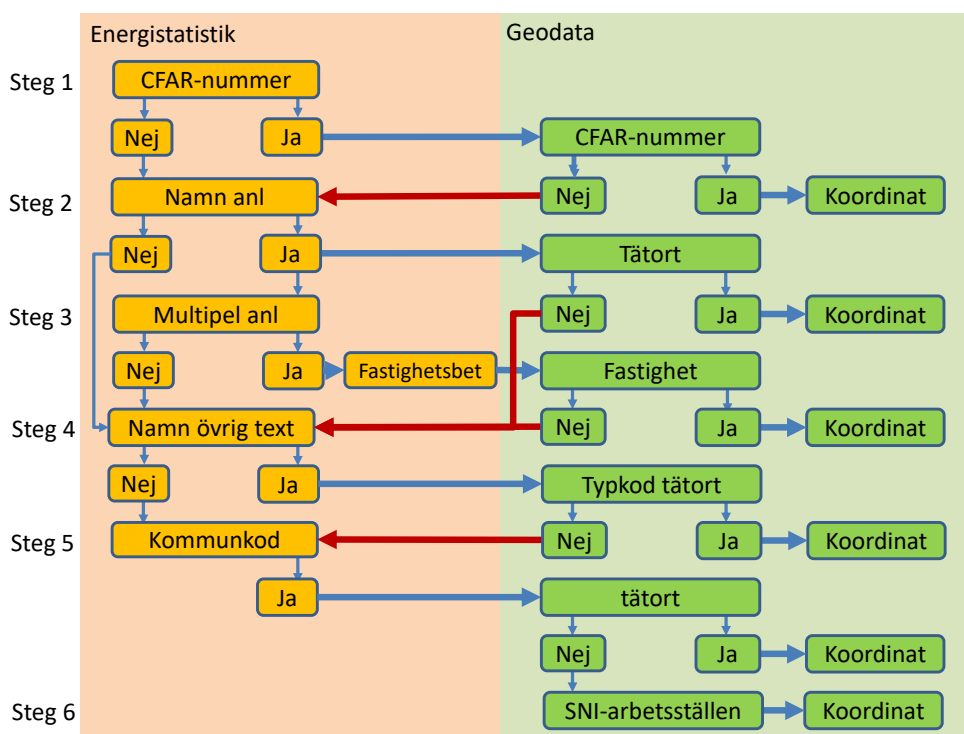 Energistatistik
Geodata
Steg 1
CFAR-nummer
Nej
Ja
CFAR-nummer
Steg 2
Namn anl
Nej
Ja
Koordinat
Nej
Ja
Tätort
Steg 3
Multipel anl
Nej
Ja
Koordinat
Nej
Ja
Fastighetsbet
Fastighet
Steg 4
Namn övrig text
Nej
Ja
Koordinat
Nej
Ja
Typkod tätort
Steg 5
Kommunkod
Nej
Ja
Koordinat
Ja
tätort
Nej
Ja
Koordinat
Steg 6
SNI-arbetsställen
Koordinat